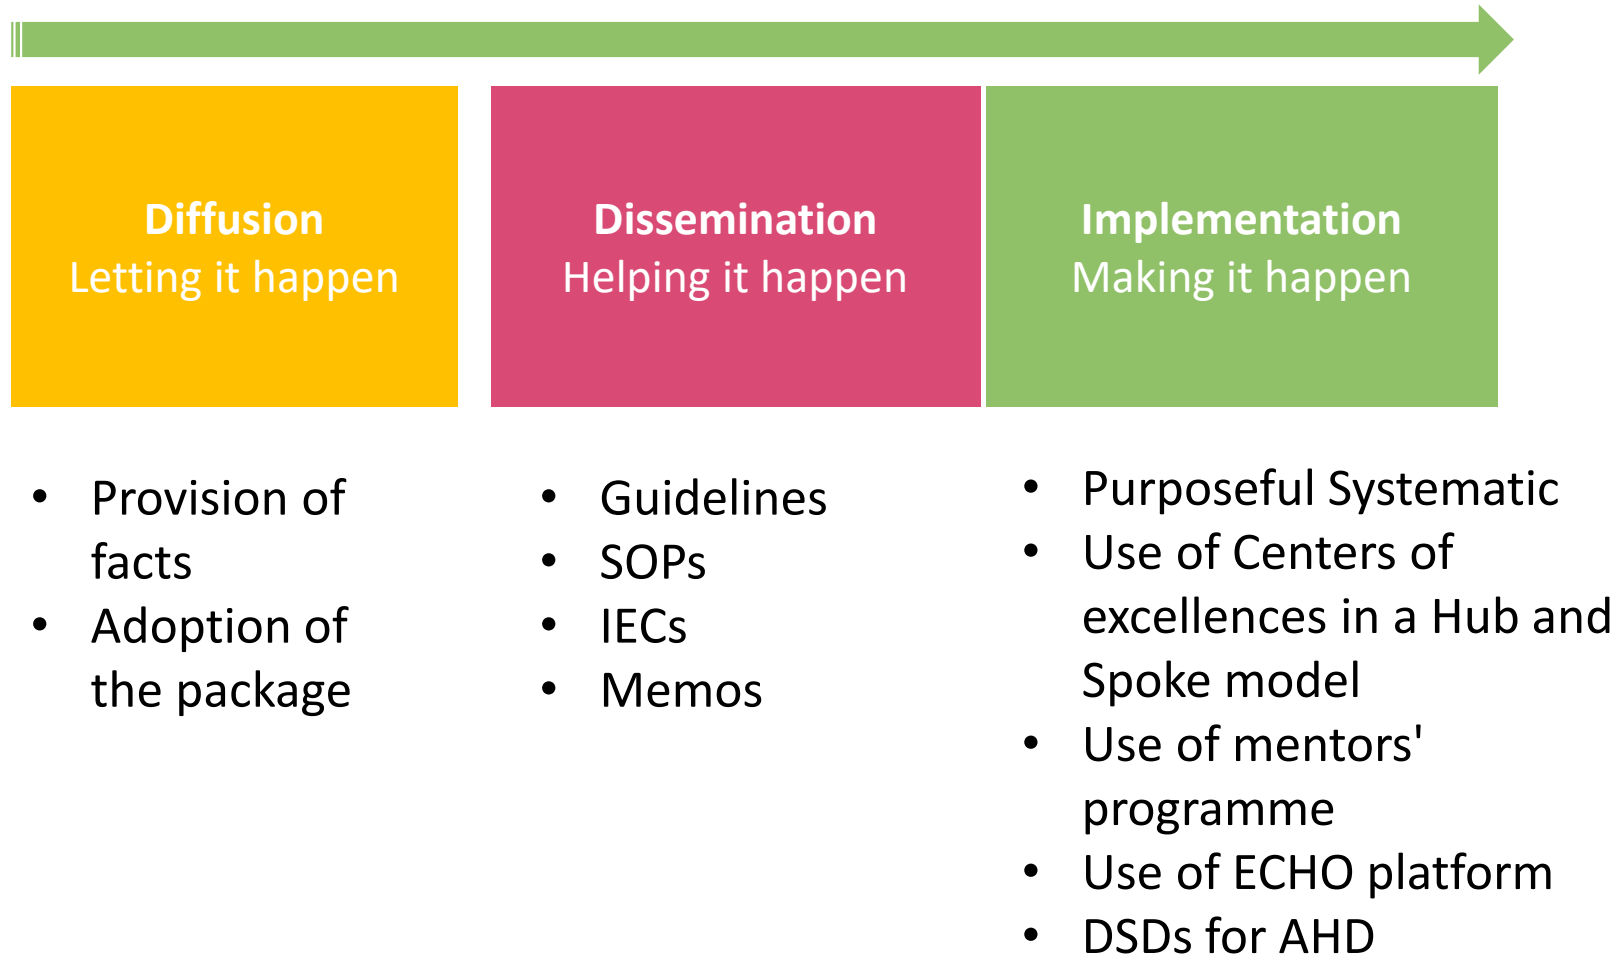 Diffusion
Letting it happen
Dissemination
Helping it happen
Implementation
Making it happen
• Provision of
facts
• Adoption of
the package
• Guidelines
• SOPs
• IECs
• Memos
• Purposeful Systematic
• Use of Centers of
excellences in a Hub and
Spoke model
• Use of mentors'
programme
• Use of ECHO platform
• DSDs for AHD